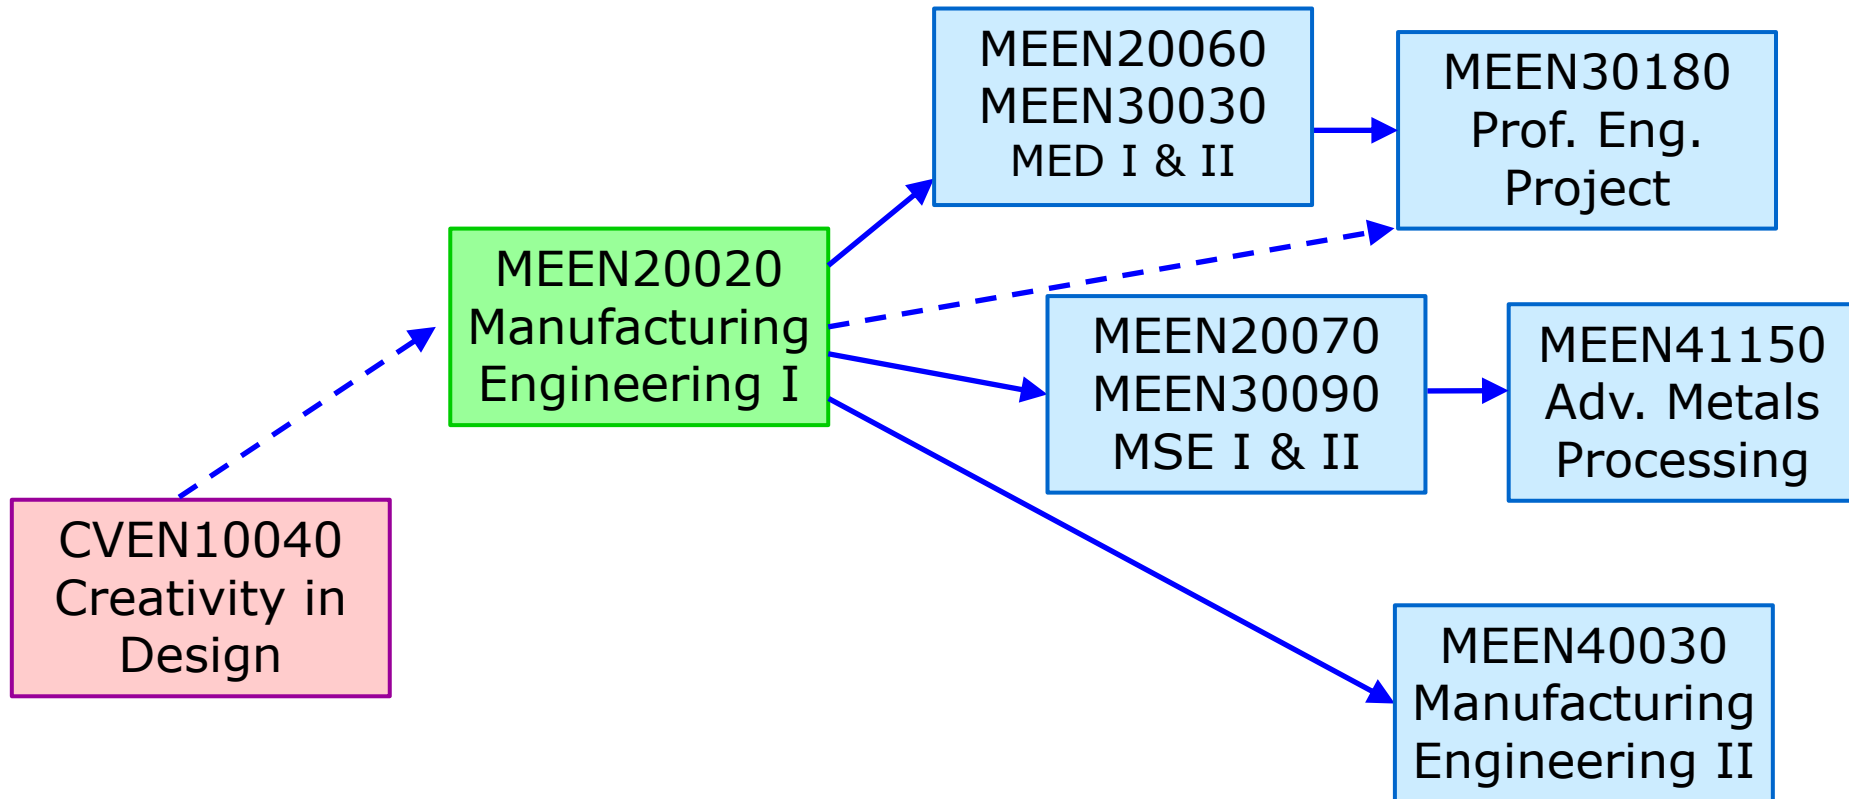 MEEN20060
MEEN30030
MED I & II
MEEN30180
Prof. Eng.
Project
MEEN20020
Manufacturing
Engineering I
MEEN20070
MEEN30090
MSE I & II
MEEN41150
Adv. Metals
Processing
CVEN10040
Creativity in
Design
MEEN40030
Manufacturing
Engineering II